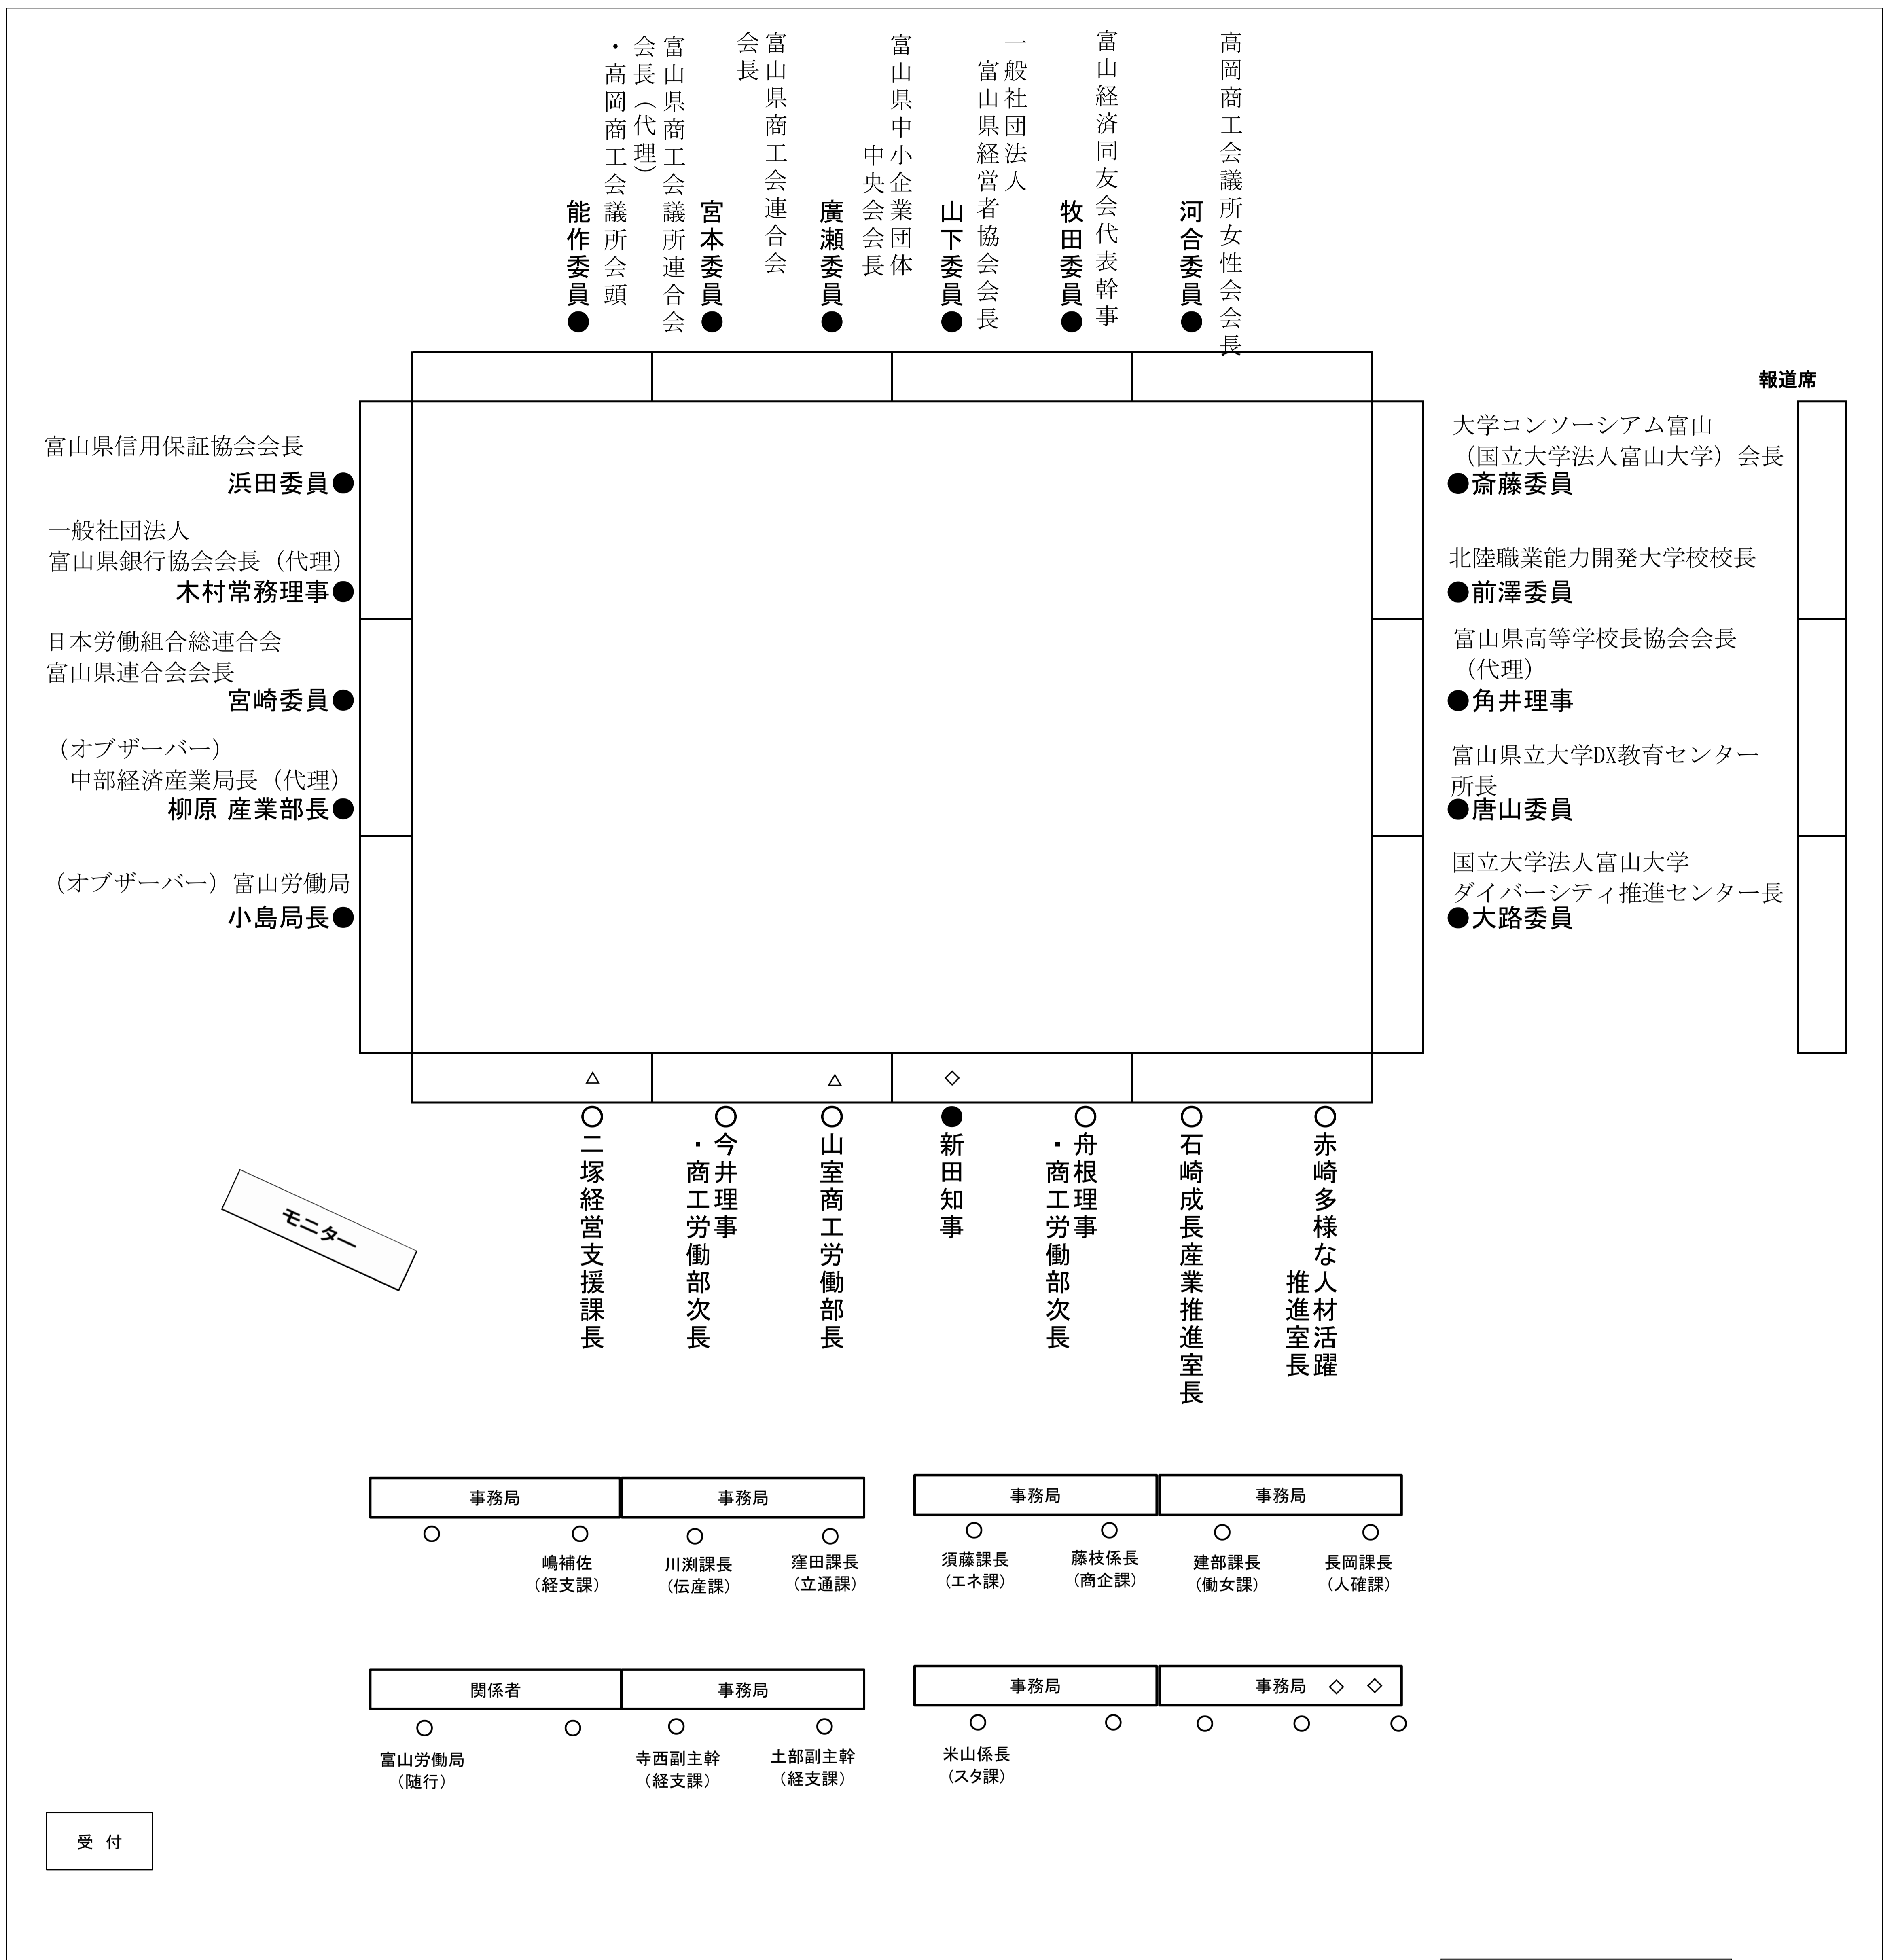 高岡商工会議所女性会会長
河合委員●
富山経済同友会代表幹事
牧田委員●
一般社団法人
富山県経営者協会会長
山下委員●
富山県中小企業団体
中央会会長
廣瀬委員●
富山県商工会連合会
会長
宮本委員●
富山県商工会議所連合会
会長（代理）
・高岡商工会議所会頭
能作委員●
報道席
富山県信用保証協会会長
浜田委員●
一般社団法人
富山県銀行協会会長（代理）
木村常務理事●
日本労働組合総連合会
富山県連合会会長
宮崎委員●
（オブザーバー）
中部経済産業局長（代理）
柳原 産業部長●
（オブザーバー）富山労働局
小島局長●
大学コンソーシアム富山
（国立大学法人富山大学）会長
●斎藤委員
北陸職業能力開発大学校校長
●前澤委員
富山県高等学校長協会会長
（代理）
●角井理事
富山県立大学DX教育センター
所長
●唐山委員
国立大学法人富山大学
ダイバーシティ推進センター長
●大路委員
△
△
◇
○赤崎多様な人材活躍
推進室長
○石崎成長産業推進室長
○舟根理事
・商工労働部次長
●新田知事
○山室商工労働部長
○今井理事
・商工労働部次長
○二塚経営支援課長
モニター
事務局
事務局
事務局
事務局
○
○
○
○
○
○
○
○
嶋補佐
（経支課）
川渕課長
（伝産課）
窪田課長
（立通課）
須藤課長
（エネ課）
藤枝係長
（商企課）
建部課長
（働女課）
長岡課長
（人確課）
関係者
事務局
事務局
事務局 ◇ ◇
○
○
○
○
○
○
○
○
○
富山労働局
（随行）
寺西副主幹
（経支課）
土部副主幹
（経支課）
米山係長
（スタ課）
受 付